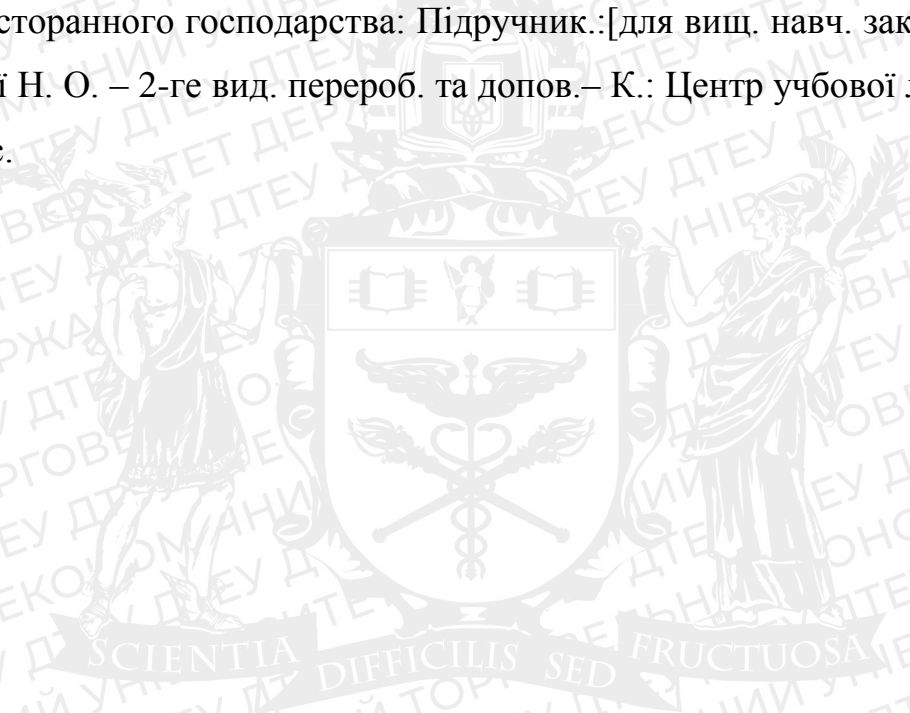 сторанного господарства: Підручник.:[для вищ. навч. зак
ї Н. О. – 2-ге вид. перероб. та допов.– К.: Центр учбової
с.
SCIENTIA DIFFICILIS SED FRUCTUOSA